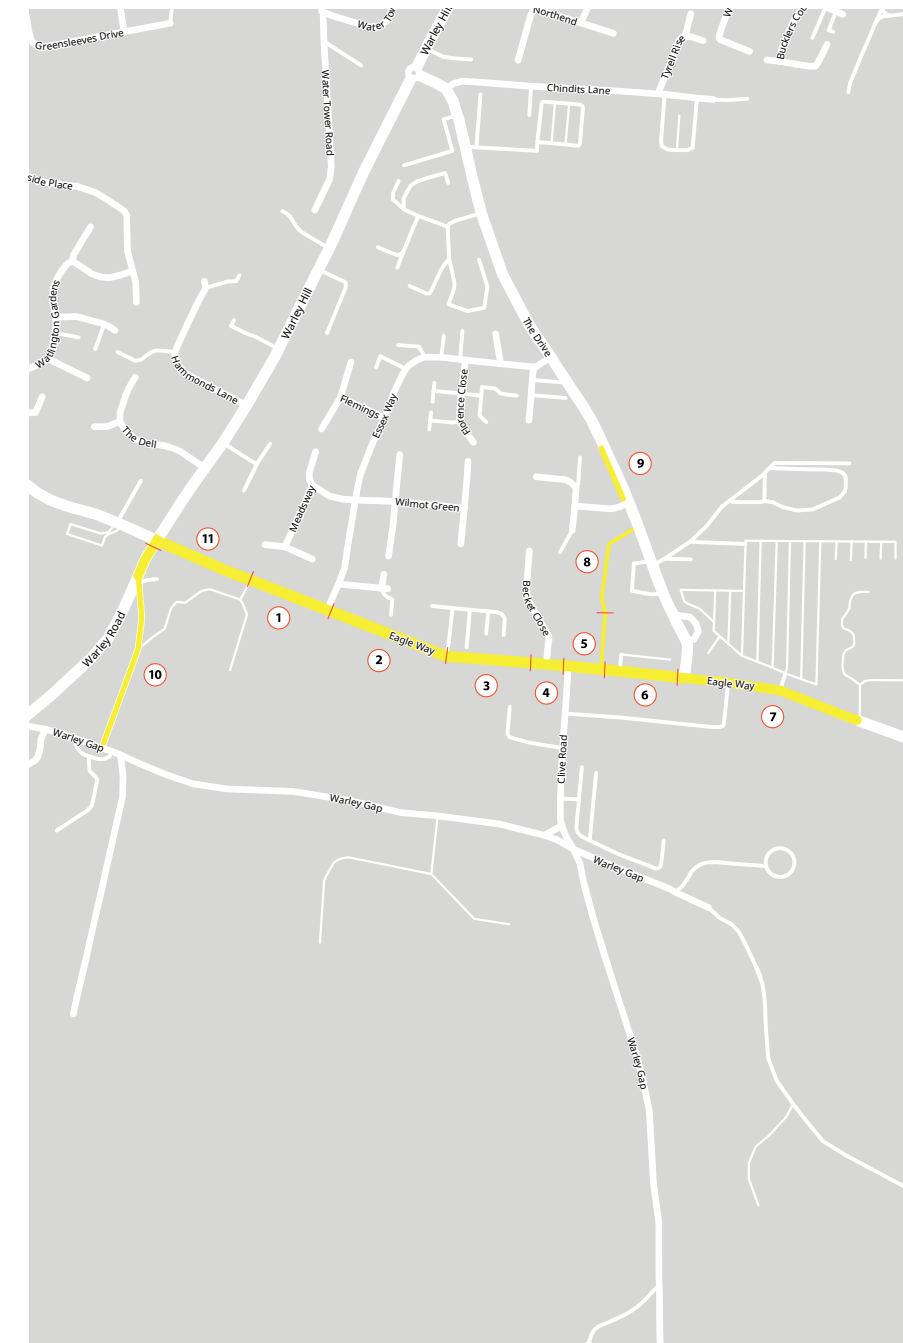 Northend
Water
Warley
Greensleeves Drive
Tyrell Rise
Bucklers
Chindits Lane
Water Tower Road
side Place
Watlington Gardens
Warley Hill
The Drive
Hammonds Lane
Florence Close
Flemings
Essex Way
The Dell
9
Wilmot Green
Meadsway
11
8
Becket Close
1
Warley Road
Eagle Way
5
2
10
3
4
6
Eagle Way
7
Warley Gap
Clive Road
Warley Gap
Warley Gap
Warley Gap